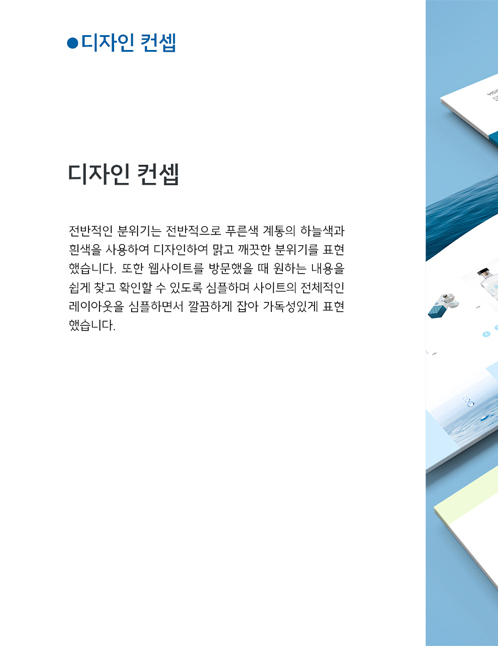 ●디자인 컨셉
디자인 컨셉
전반적인 분위기는 전반적으로 푸른색 계통의 하늘색과
흰색을 사용하여 디자인하여 맑고 깨끗한 분위기를 표현
했습니다. 또한 웹사이트를 방문했을 때 원하는 내용을
쉽게 찾고 확인할 수 있도록 심플하며 사이트의 전체적인
레이아웃을 심플하면서 깔끔하게 잡아 가독성있게 표현
했습니다.